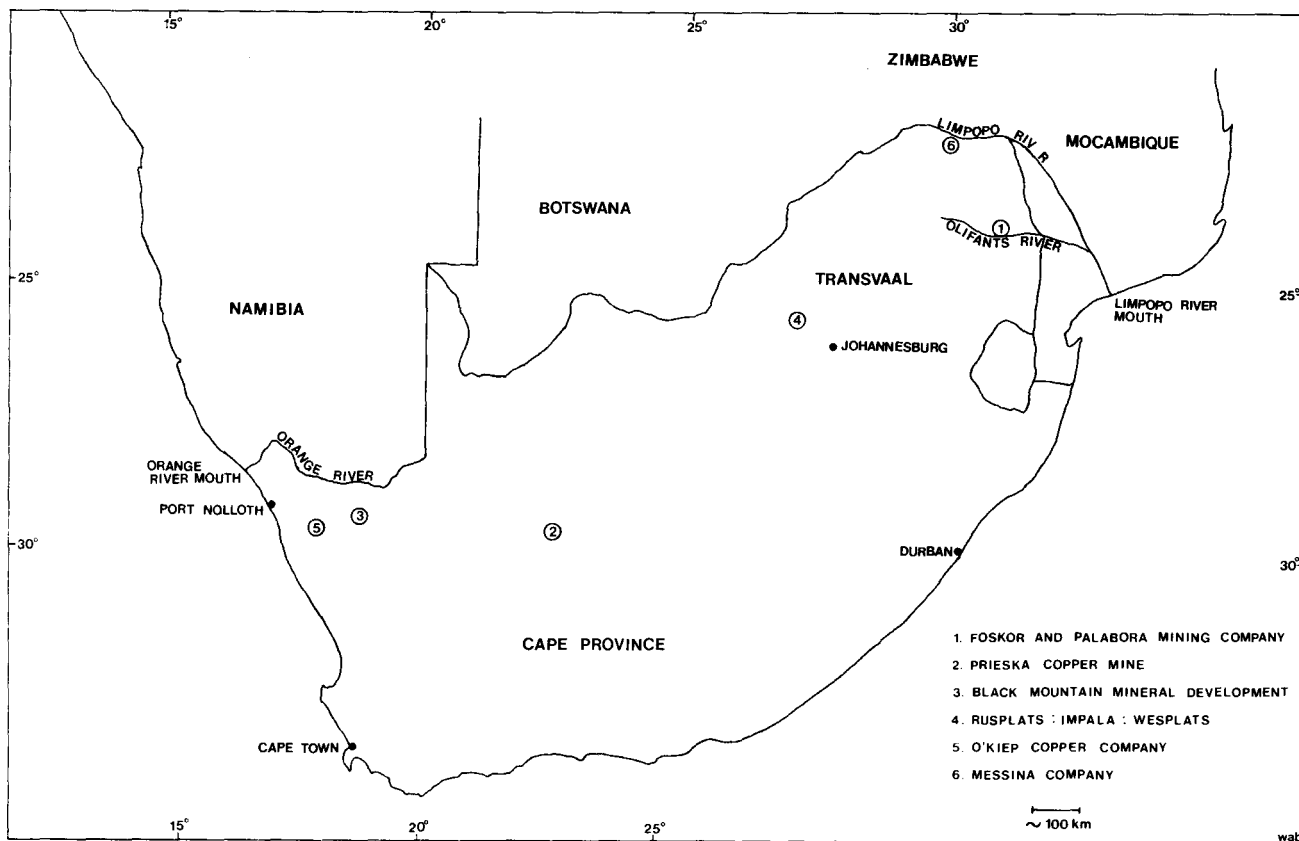 15° 20° 25° 30°
ZIMBABWE
LIMPOPO RIV R
MOCAMBIQUE
6
BOTSWANA
1
OLIFANTS RIVER
25° 25°
TRANSVAAL
NAMIBIA
LIMPOPO RIVER
MOUTH
4
JOHANNESBURG
ORANGE RIVER
ORANGE
RIVER MOUTH
PORT NOLLOTH
5 3 2
30° 30°
DURBAN
CAPE PROVINCE
1. FOSKOR AND PALABORA MINING COMPANY
2. PRIESKA COPPER MINE
3. BLACK MOUNTAIN MINERAL DEVELOPMENT
4. RUSPLATS : IMPALA : WESPLATS
5. O'KIEP COPPER COMPANY
6. MESSINA COMPANY
CAPE TOWN
~ 100 km
15° 20° 25°
wab